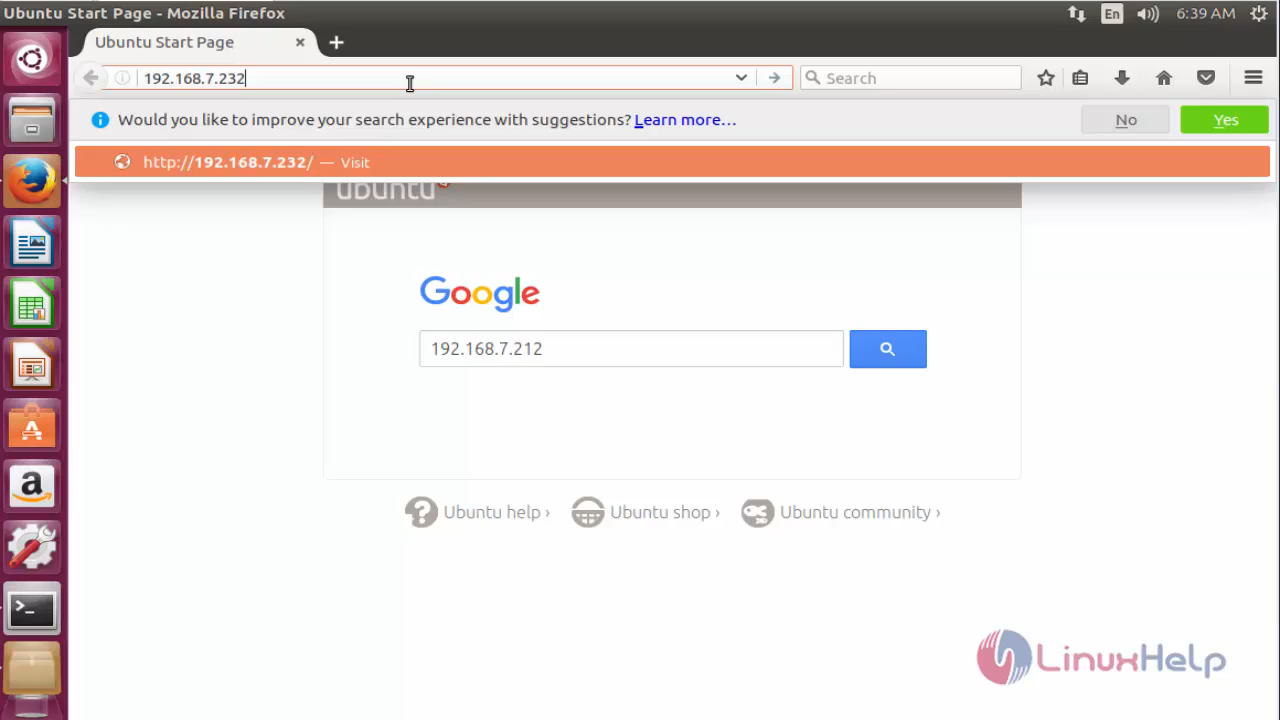 Ubuntu Start Page - Mozilla Firefox
En
6:39 AM
Ubuntu Start Page
192.168.7.232
Search
Would you like to improve your search experience with suggestions? Learn more…
No
Yes
http://192.168.7.232/ — Visit
ubuntu
Google
192.168.7.212
Ubuntu help ›
Ubuntu shop ›
Ubuntu community ›
LinuxHelp